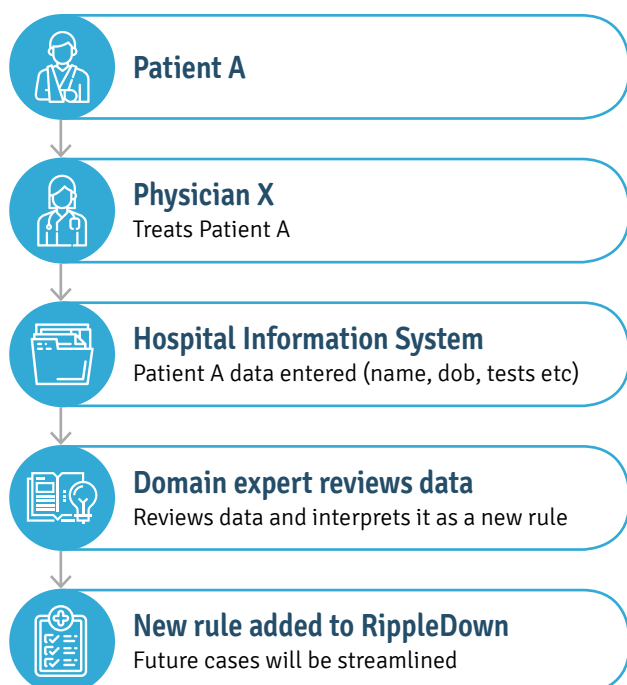 Patient A
Physician X
Treats Patient A
Hospital Information System
Patient A data entered (name, dob, tests etc)
Domain expert reviews data
Reviews data and interprets it as a new rule
New rule added to RippleDown
Future cases will be streamlined